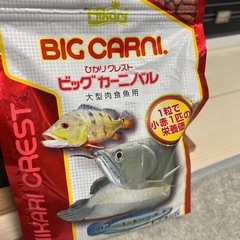 Hikari
BIG CARNI.
ひかりクレスト
ビッグカーニバル
大型肉食魚用
1粒で
小赤1匹の
栄養価
HIKARI CREST